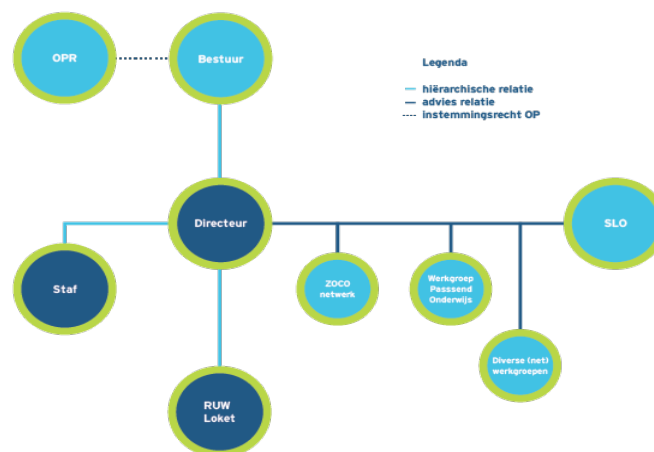 OPR
Bestuur
Legenda
hiërarchische relatie
advies relatie
instemmingsrecht OP
Directeur
SLO
Staf
ZOCO
netwerk
Werkgroep
Passsend
Onderwijs
Diverse (net)
werkgroepen
RUW
Loket